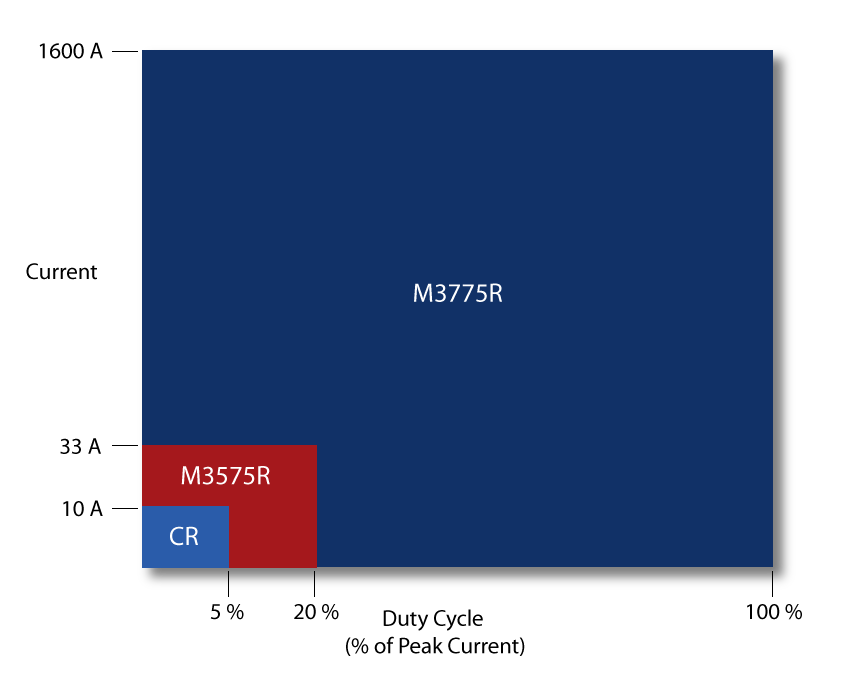 1600 A
Current
M3775R
33 A
M3575R
10 A
CR
5 %
20 %
100 %
Duty Cycle
(% of Peak Current)